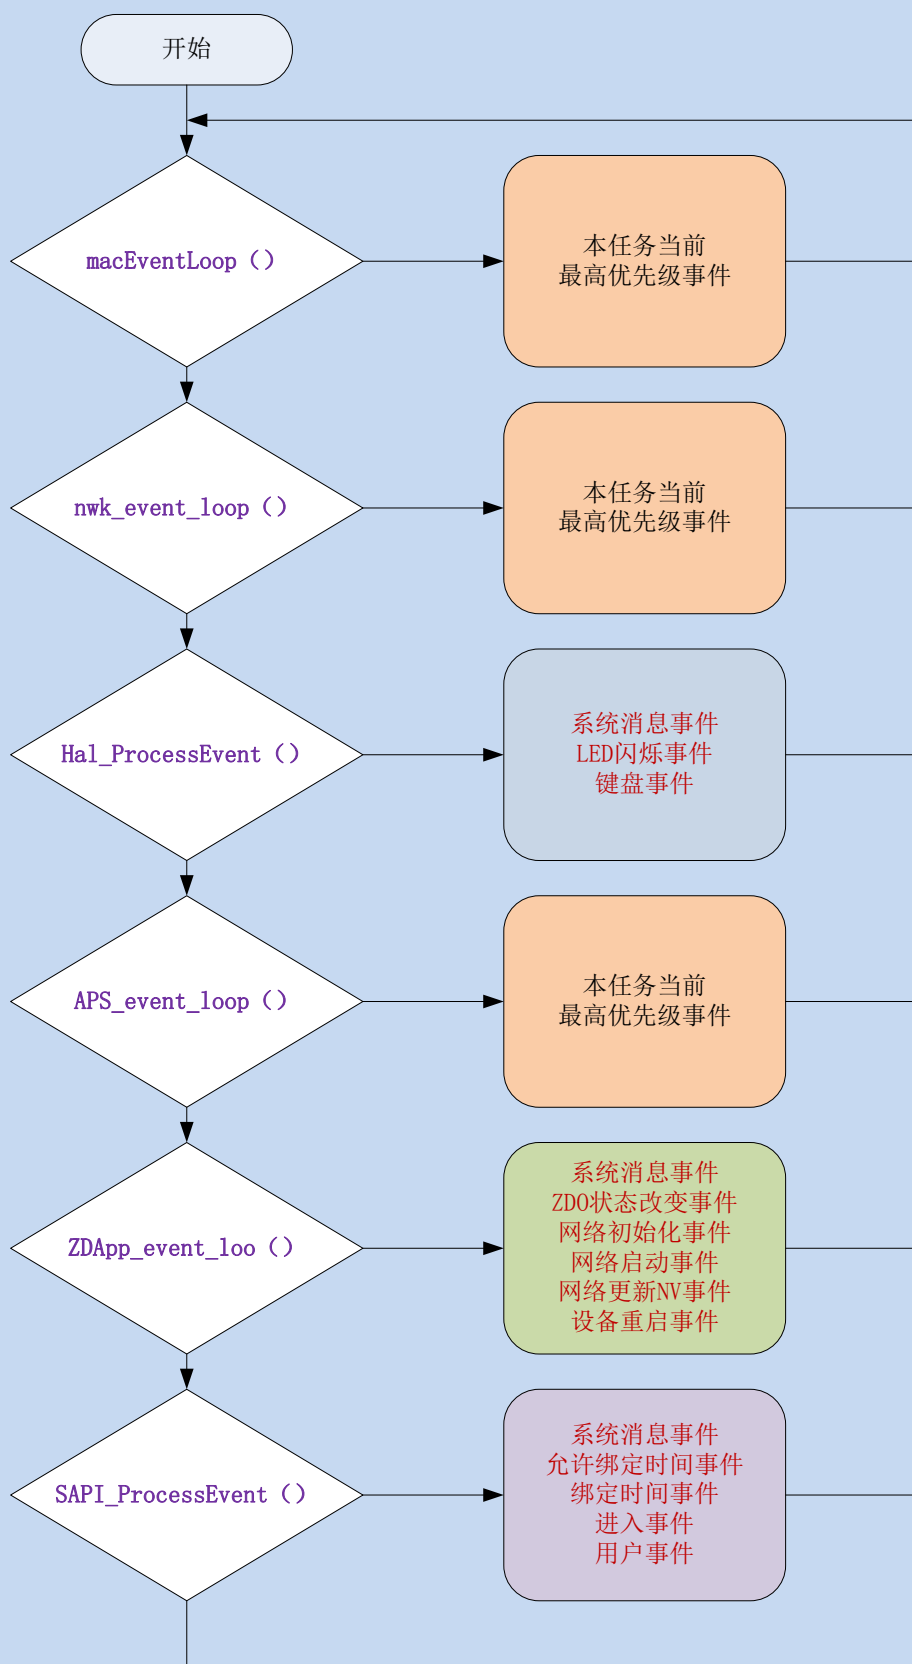 开始
macEventLoop（）
本任务当前
最高优先级事件
nwk_event_loop（）
本任务当前
最高优先级事件
Hal_ProcessEvent（）
系统消息事件
LED闪烁事件
键盘事件
APS_event_loop（）
本任务当前
最高优先级事件
ZDApp_event_loo（）
系统消息事件
ZDO状态改变事件
网络初始化事件
网络启动事件
网络更新NV事件
设备重启事件
SAPI_ProcessEvent（）
系统消息事件
允许绑定时间事件
绑定时间事件
进入事件
用户事件